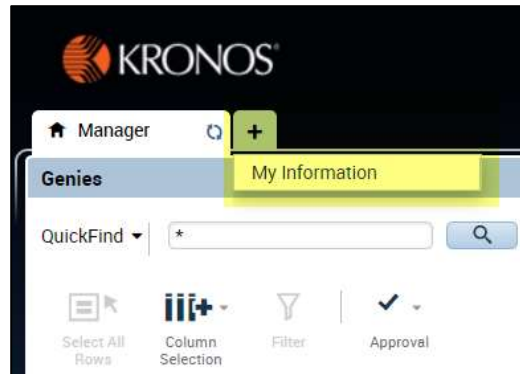 KRONOS®
Manager +
My Information
Genies
QuickFind *
Select All Rows
Column Selection
Filter
Approval